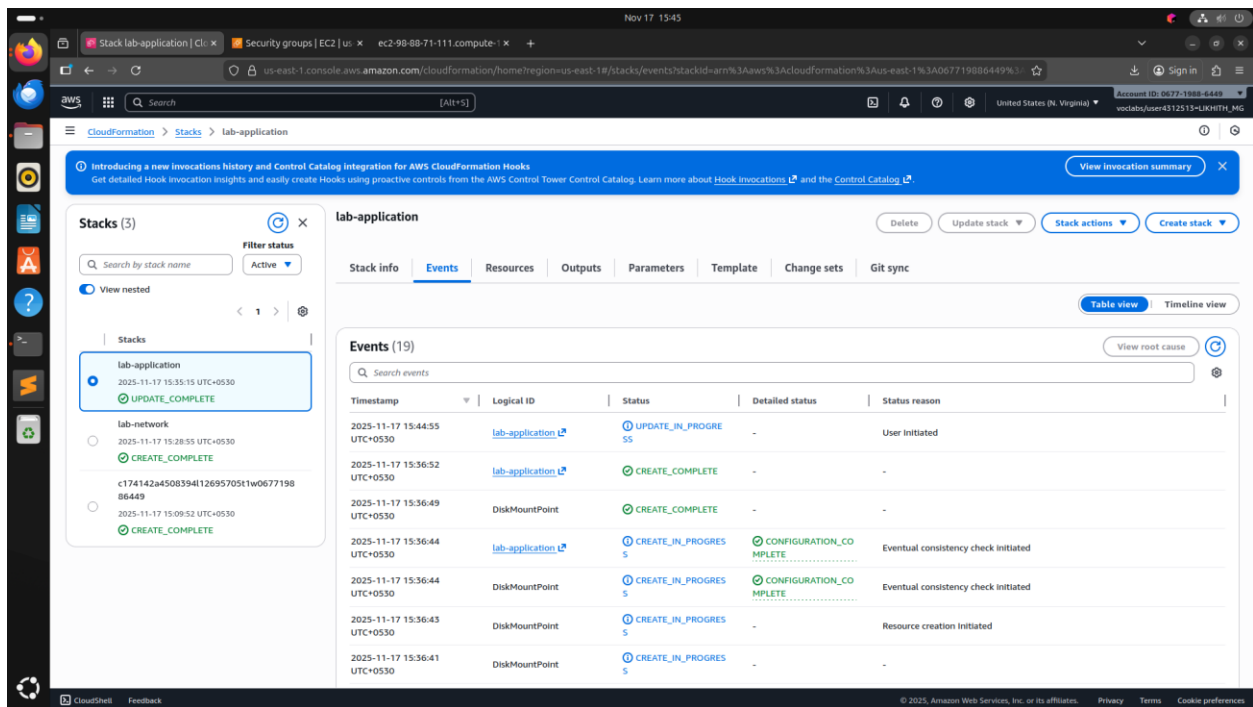 Nov 17 15:45
Stack lab-application | Clo ×
Security groups | EC2 | us ×
ec2-98-88-71-111.compute-1 ×
+
us-east-1.console.aws.amazon.com/cloudformation/home?region=us-east-1#/stacks/events?stackId=arn%3Aaws%3Acloudformation%3Aus-east-1%3A067719886449%3
Sign in
aws
Search
[Alt+S]
United States (N. Virginia)
Account ID: 0677-1988-6449
voclabs/user4312513=LIKHITH_MG
CloudFormation > Stacks > lab-application
Introducing a new invocations history and Control Catalog integration for AWS CloudFormation Hooks
Get detailed Hook invocation insights and easily create Hooks using proactive controls from the AWS Control Tower Control Catalog. Learn more about Hook Invocations and the Control Catalog.
View invocation summary
Stacks (3)
Filter status
Search by stack name
Active
View nested
< 1 >
Stacks
lab-application
2025-11-17 15:35:15 UTC+0530
UPDATE_COMPLETE
lab-network
2025-11-17 15:28:55 UTC+0530
CREATE_COMPLETE
c174142a4508394l12695705t1w0677198
86449
2025-11-17 15:09:52 UTC+0530
CREATE_COMPLETE
lab-application
Delete
Update stack
Stack actions
Create stack
Stack info
Events
Resources
Outputs
Parameters
Template
Change sets
Git sync
Table view
Timeline view
Events (19)
View root cause
Search events
Timestamp
Logical ID
Status
Detailed status
Status reason
2025-11-17 15:44:55
UTC+0530
lab-application
UPDATE_IN_PROGRE
SS
-
User Initiated
2025-11-17 15:36:52
UTC+0530
lab-application
CREATE_COMPLETE
-
-
2025-11-17 15:36:49
UTC+0530
DiskMountPoint
CREATE_COMPLETE
-
-
2025-11-17 15:36:44
UTC+0530
lab-application
CREATE_IN_PROGRES
S
CONFIGURATION_CO
MPLETE
Eventual consistency check initiated
2025-11-17 15:36:44
UTC+0530
DiskMountPoint
CREATE_IN_PROGRES
S
CONFIGURATION_CO
MPLETE
Eventual consistency check initiated
2025-11-17 15:36:43
UTC+0530
DiskMountPoint
CREATE_IN_PROGRES
S
-
Resource creation Initiated
2025-11-17 15:36:41
UTC+0530
DiskMountPoint
CREATE_IN_PROGRES
S
-
-
CloudShell
Feedback
© 2025, Amazon Web Services, Inc. or its affiliates.
Privacy
Terms
Cookie preferences